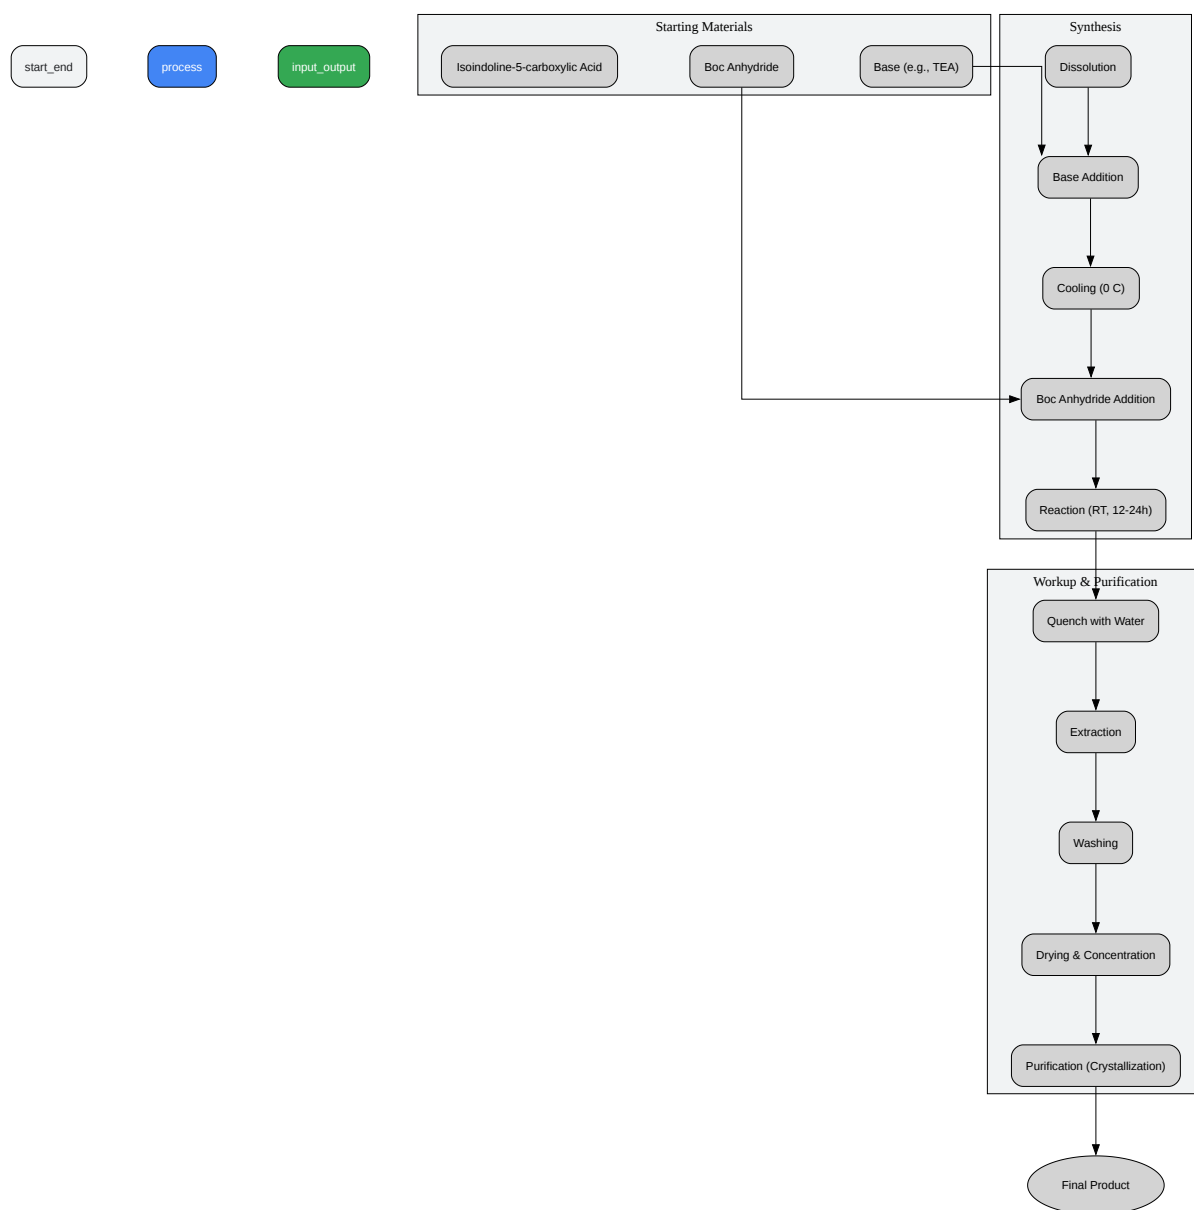 start_end
process
input_output
Starting Materials
Isoindoline-5-carboxylic Acid
Boc Anhydride
Base (e.g., TEA)
Synthesis
Dissolution
Base Addition
Cooling (0 C)
Boc Anhydride Addition
Reaction (RT, 12-24h)
Workup & Purification
Quench with Water
Extraction
Washing
Drying & Concentration
Purification (Crystallization)
Final Product